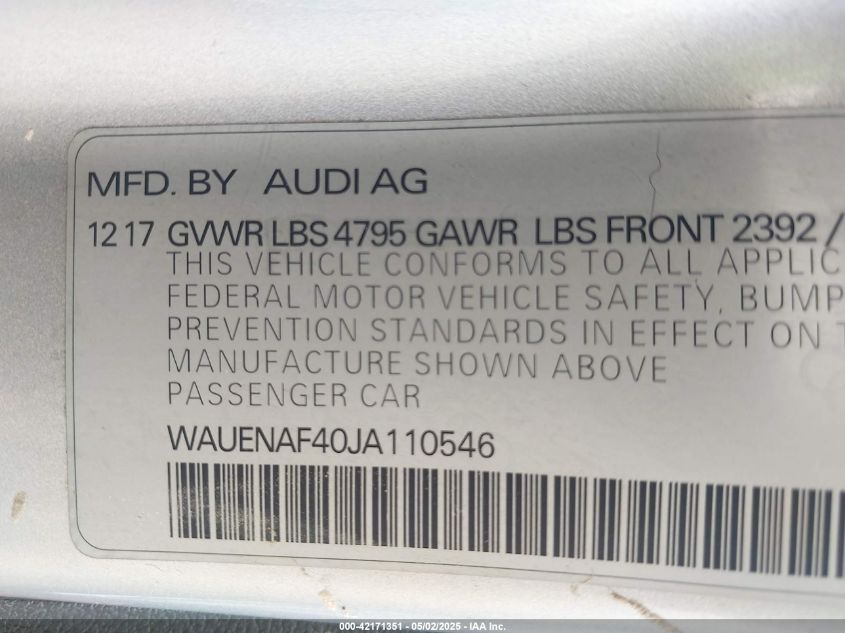 MFD. BY AUDI AG
12 17 GVWR LBS 4795 GAWR LBS FRONT 2392 /
THIS VEHICLE CONFORMS TO ALL APPLIC
FEDERAL MOTOR VEHICLE SAFETY, BUMP
PREVENTION STANDARDS IN EFFECT ON T
MANUFACTURE SHOWN ABOVE
PASSENGER CAR
WAUENAF40JA110546
000-42171351 - 05/02/2025 - IAA Inc.